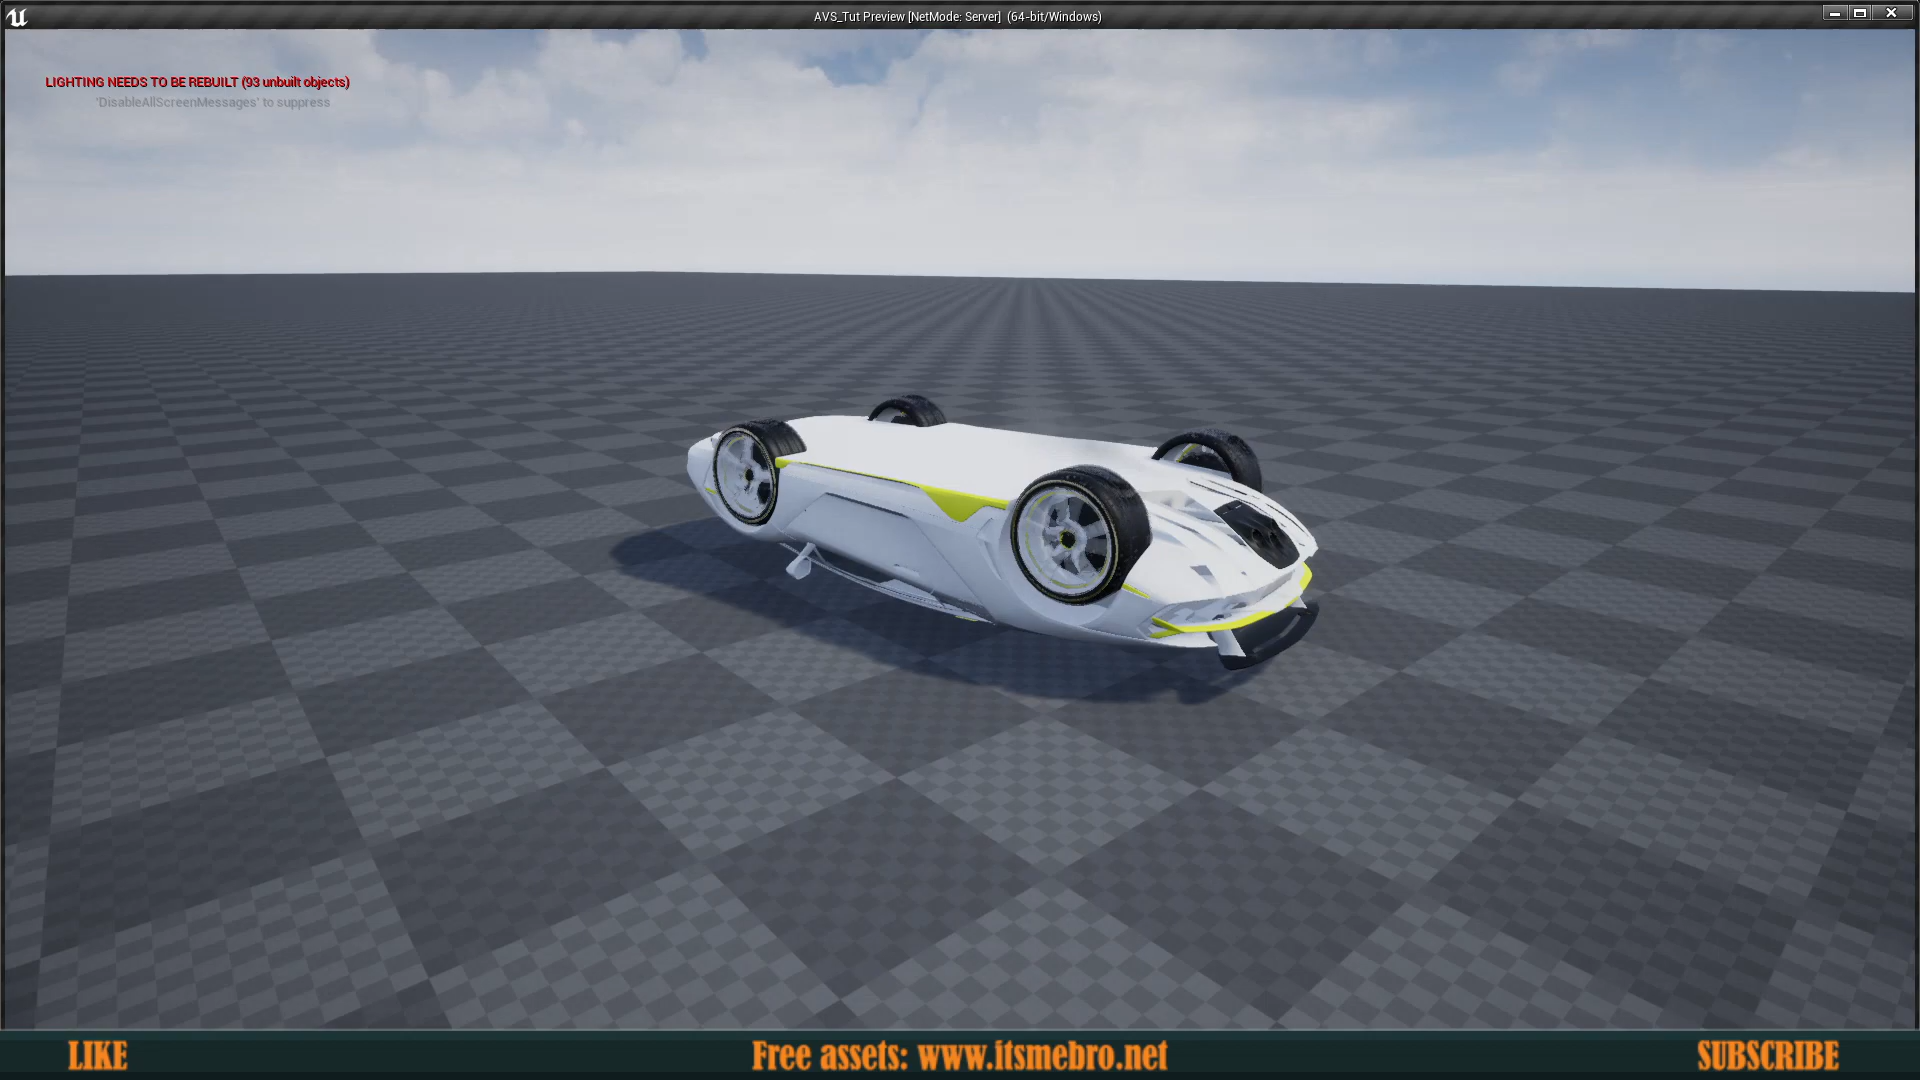 AVS_Tut Preview [NetMode: Server] (64-bit/Windows)
LIGHTING NEEDS TO BE REBUILT (93 unbuilt objects)
'DisableAllScreenMessages' to suppress
LIKE
Free assets: www.itsmebro.net
SUBSCRIBE